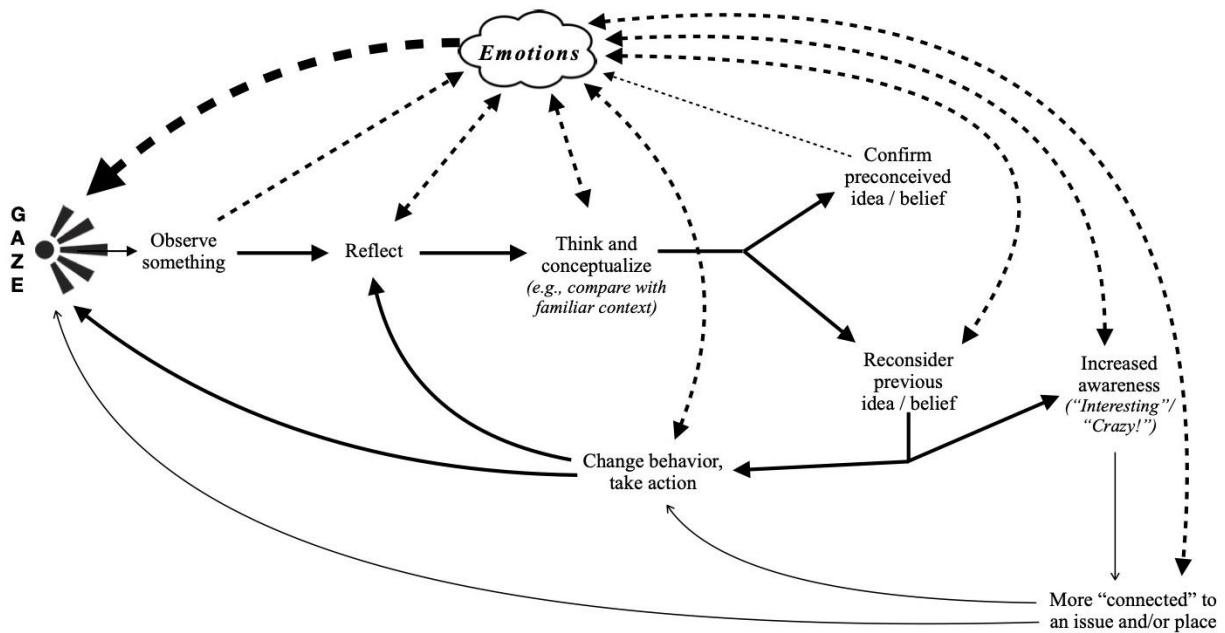 Emotions
GAZE
Observe
something
Reflect
Think and
conceptualize
(e.g., compare with
familiar context)
Confirm
preconceived
idea / belief
Reconsider
previous
idea / belief
Increased
awareness
(“Interesting”/
“Crazy!”)
Change behavior,
take action
More “connected” to
an issue and/or place